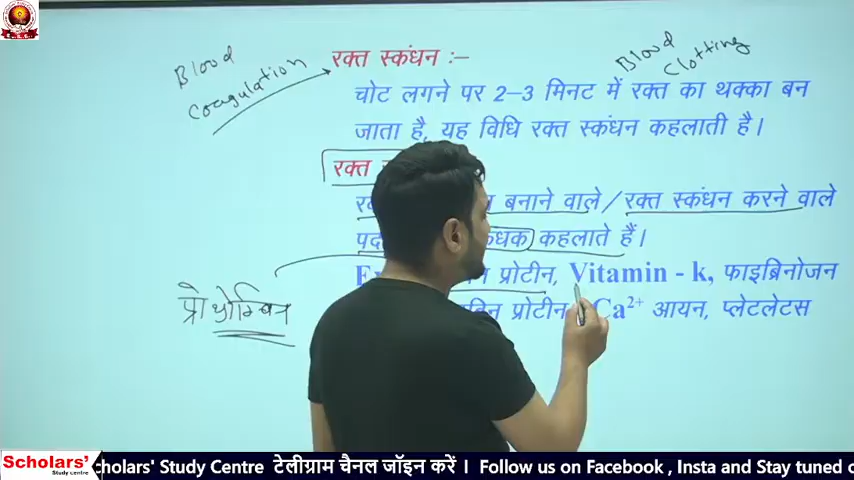 Blood
Coagulation
Blood
Clotting
रक्त स्कंधन :–
चोट लगने पर 2–3 मिनट में रक्त का थक्का बन
जाता है, यह विधि रक्त स्कंधन कहलाती है।
रक्त
बनाने वाले/रक्त स्कंधन करने वाले
कहलाते हैं।
प्रोटीन, Vitamin - k, फाइब्रिनोजन
प्रोटीन, Ca²⁺ आयन, प्लेटलेटस
प्रोथोम्बिन
Scholars'
Study Centre
cholars' Study Centre टेलीग्राम चैनल जॉइन करें । Follow us on Facebook , Insta and Stay tuned